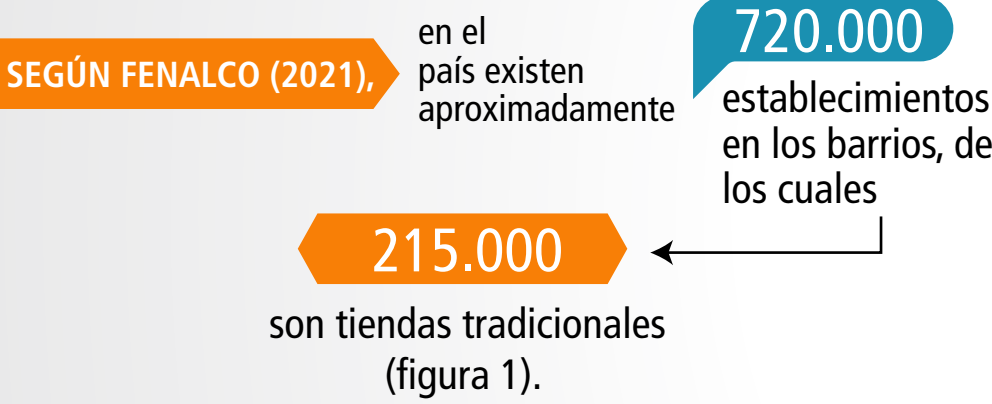 SEGÚN FENALCO (2021),
en el
país existen
aproximadamente
720.000
establecimientos
en los barrios, de
los cuales
215.000
son tiendas tradicionales
(figura 1).